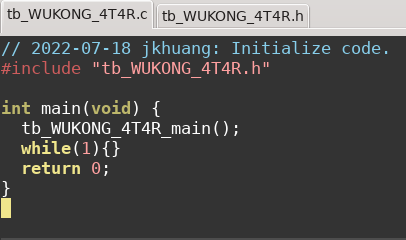 tb_WUKONG_4T4R.c tb_WUKONG_4T4R.h
// 2022-07-18 jkhuang: Initialize code.
#include "tb_WUKONG_4T4R.h"
int main(void) {
  tb_WUKONG_4T4R_main();
  while(1){}
  return 0;
}